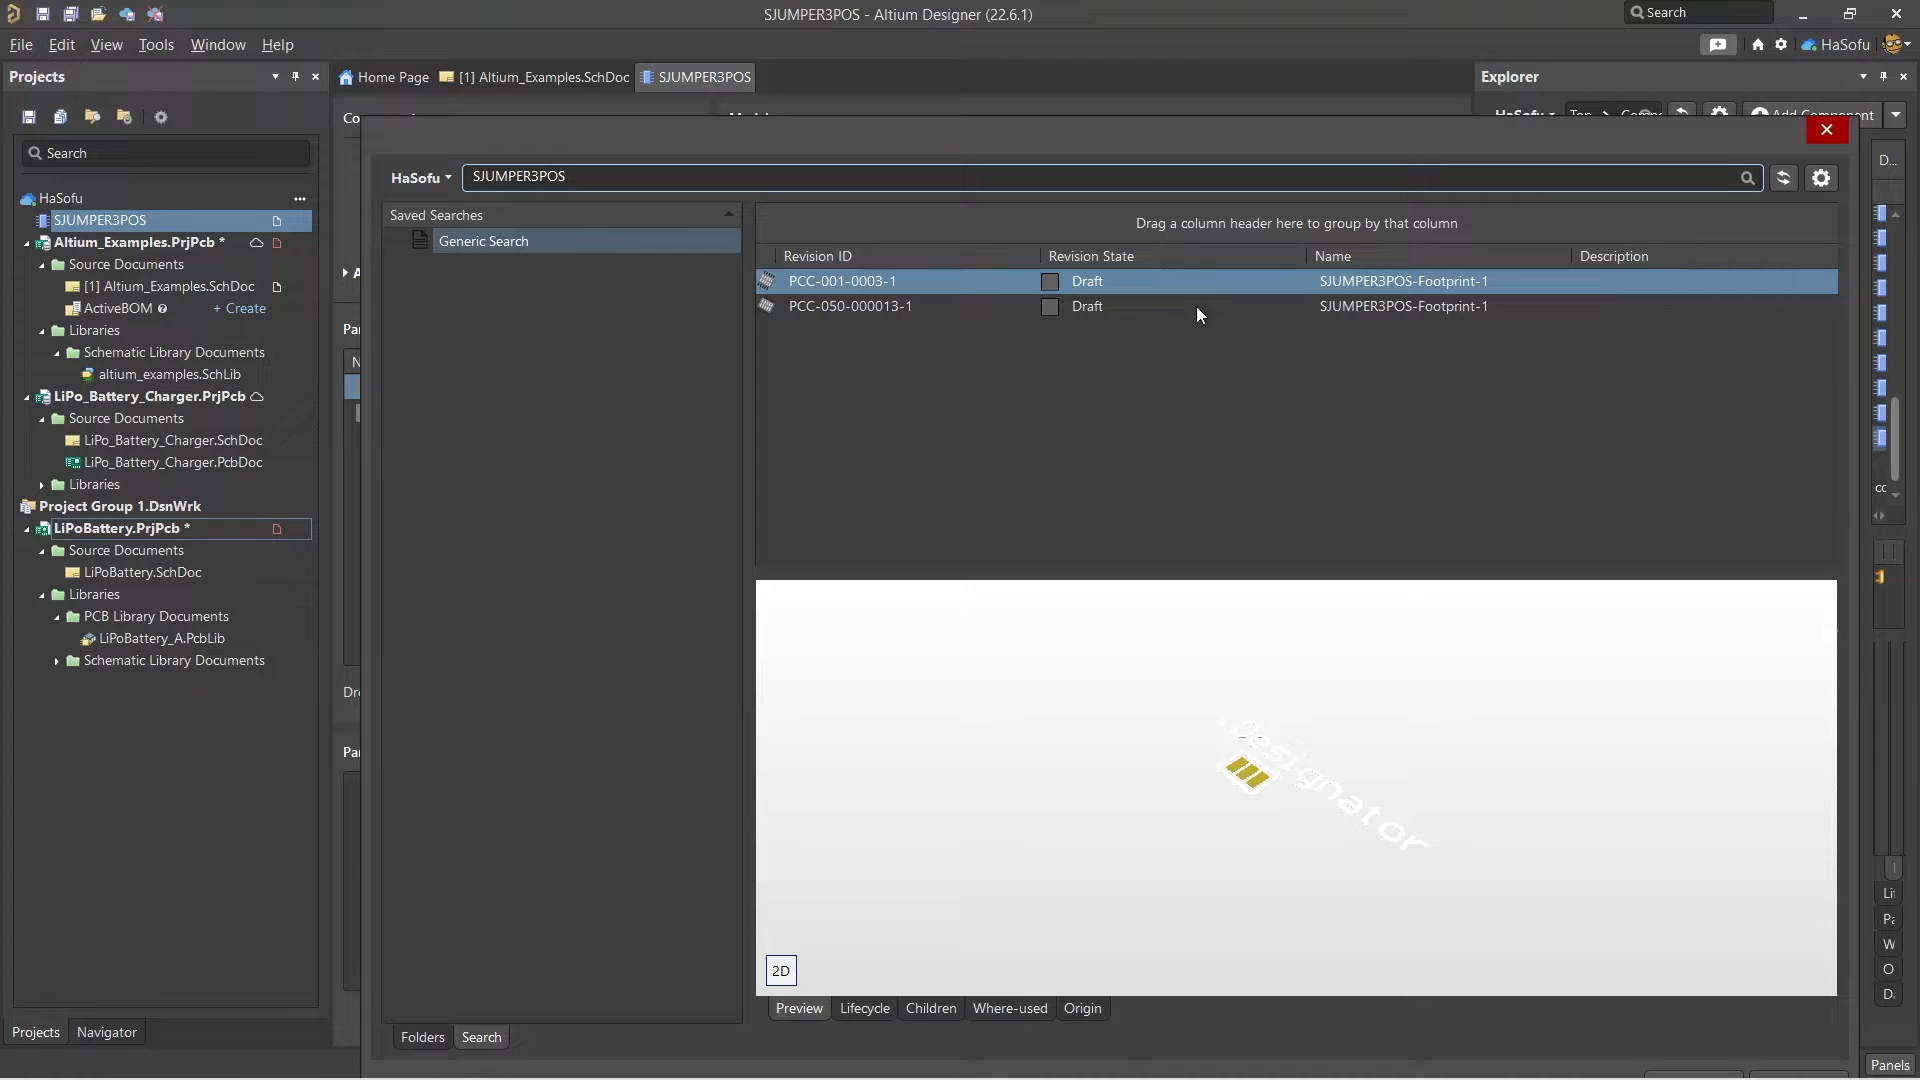 SJUMPER3POS - Altium Designer (22.6.1)
Search
File Edit View Tools Window Help
HaSofu
Projects
Home Page
[1] Altium_Examples.SchDoc
SJUMPER3POS
Explorer
Search
HaSofu
SJUMPER3POS
Altium_Examples.PrjPcb *
Source Documents
[1] Altium_Examples.SchDoc
ActiveBOM
+ Create
Libraries
Schematic Library Documents
altium_examples.SchLib
LiPo_Battery_Charger.PrjPcb
Source Documents
LiPo_Battery_Charger.SchDoc
LiPo_Battery_Charger.PcbDoc
Libraries
Project Group 1.DsnWrk
LiPoBattery.PrjPcb *
Source Documents
LiPoBattery.SchDoc
Libraries
PCB Library Documents
LiPoBattery_A.PcbLib
Schematic Library Documents
Projects Navigator
HaSofu
SJUMPER3POS
Saved Searches
Generic Search
Folders Search
Drag a column header here to group by that column
Revision ID Revision State Name Description
PCC-001-0003-1 Draft SJUMPER3POS-Footprint-1
PCC-050-000013-1 Draft SJUMPER3POS-Footprint-1
.Designator
2D
Preview Lifecycle Children Where-used Origin
D...
Panels